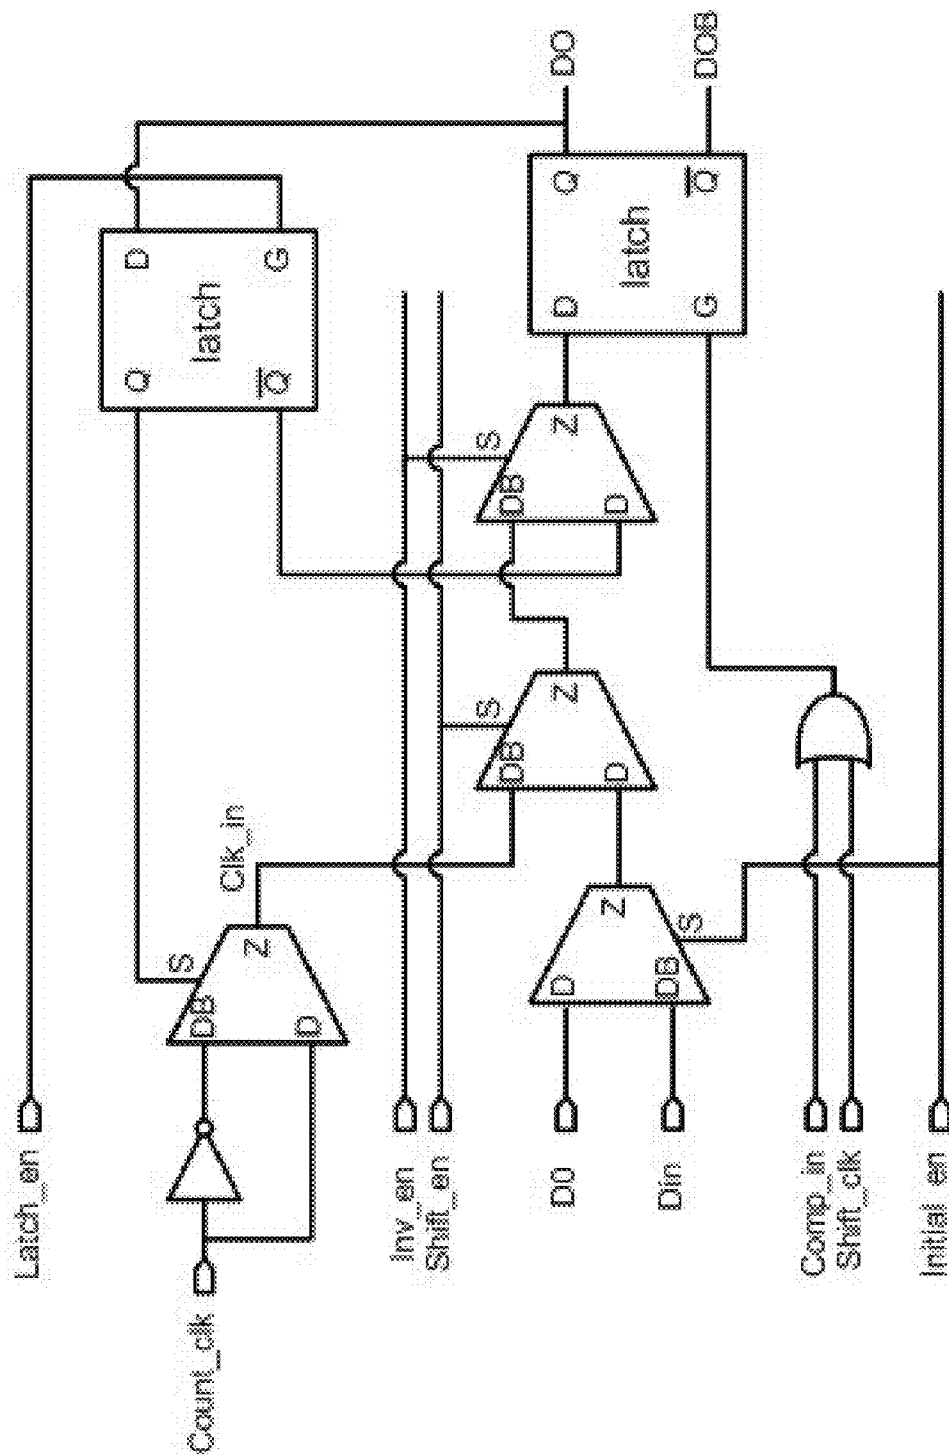 Latch_en
Q
D
latch
Q
G
Count_clk
S
DB
D
Z
Clk_in
Inv_en
Shift_en
S
DB
D
Z
S
DB
D
Z
D0
Din
D
DB
Z
S
D
Q
latch
G
Q
DO
DOB
Comp_in
Shift_clk
Initial_en